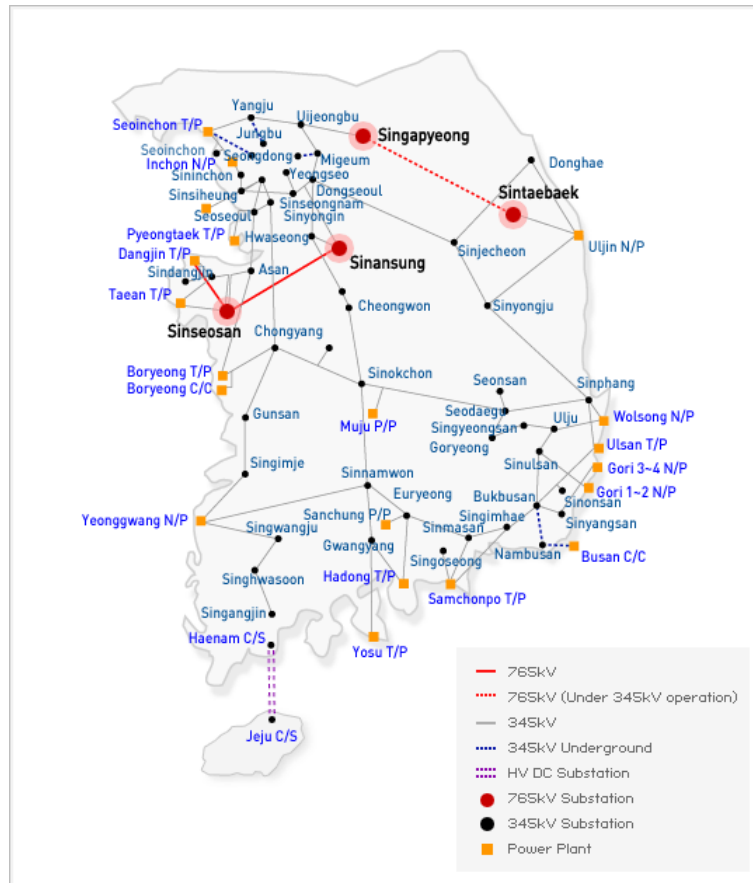 Yangju
Uijeongbu
Seoinchon T/P
Jungbu
Singapyeong
Seoinchon
Seongdong
Migeum
Donghae
Inchon N/P
Yeongseo
Sininchon
Dongseoul
Sintaebaek
Sinsiheung
Sinseongnam
Seoseoul
Sinyongin
Pyeongtaek T/P
Hwaseong
Sinjecheon
Uljin N/P
Dangjin T/P
Sinansung
Sindangjin
Asan
Taean T/P
Cheongwon
Sinyongju
Sinseosan
Chongyang
Boryeong T/P
Sinokchon
Seonsan
Sinphang
Boryeong C/C
Gunsan
Muju P/P
Seodaegu
Ulju
Wolsong N/P
Singyeongsan
Goryeong
Ulsan T/P
Singimje
Sinnamwon
Sinulsan
Gori 3~4 N/P
Euryeong
Bukbusan
Gori 1~2 N/P
Yeonggwang N/P
Sanchung P/P
Singimhae
Sinonsan
Singwangju
Sinmasan
Sinyangsan
Gwangyang
Singoseong
Nambusan
Busan C/C
Singhwasoon
Hadong T/P
Samchonpo T/P
Singangjin
Haenam C/S
Yosu T/P
Jeju C/S
765kV
765kV (Under 345kV operation)
345kV
345kV Underground
HV DC Substation
765kV Substation
345kV Substation
Power Plant